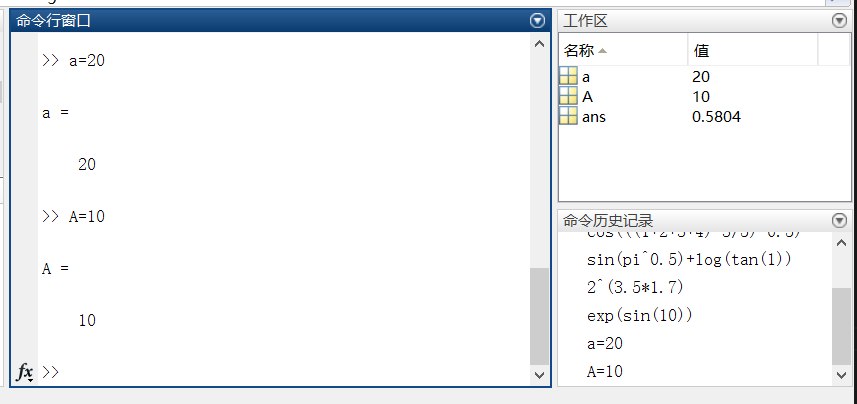 命令行窗口
>> a=20
a =
20
>> A=10
A =
10
fx >>
工作区
名称 值
a 20
A 10
ans 0.5804
命令历史记录
sin(pi^0.5)+log(tan(1))
2^(3.5*1.7)
exp(sin(10))
a=20
A=10